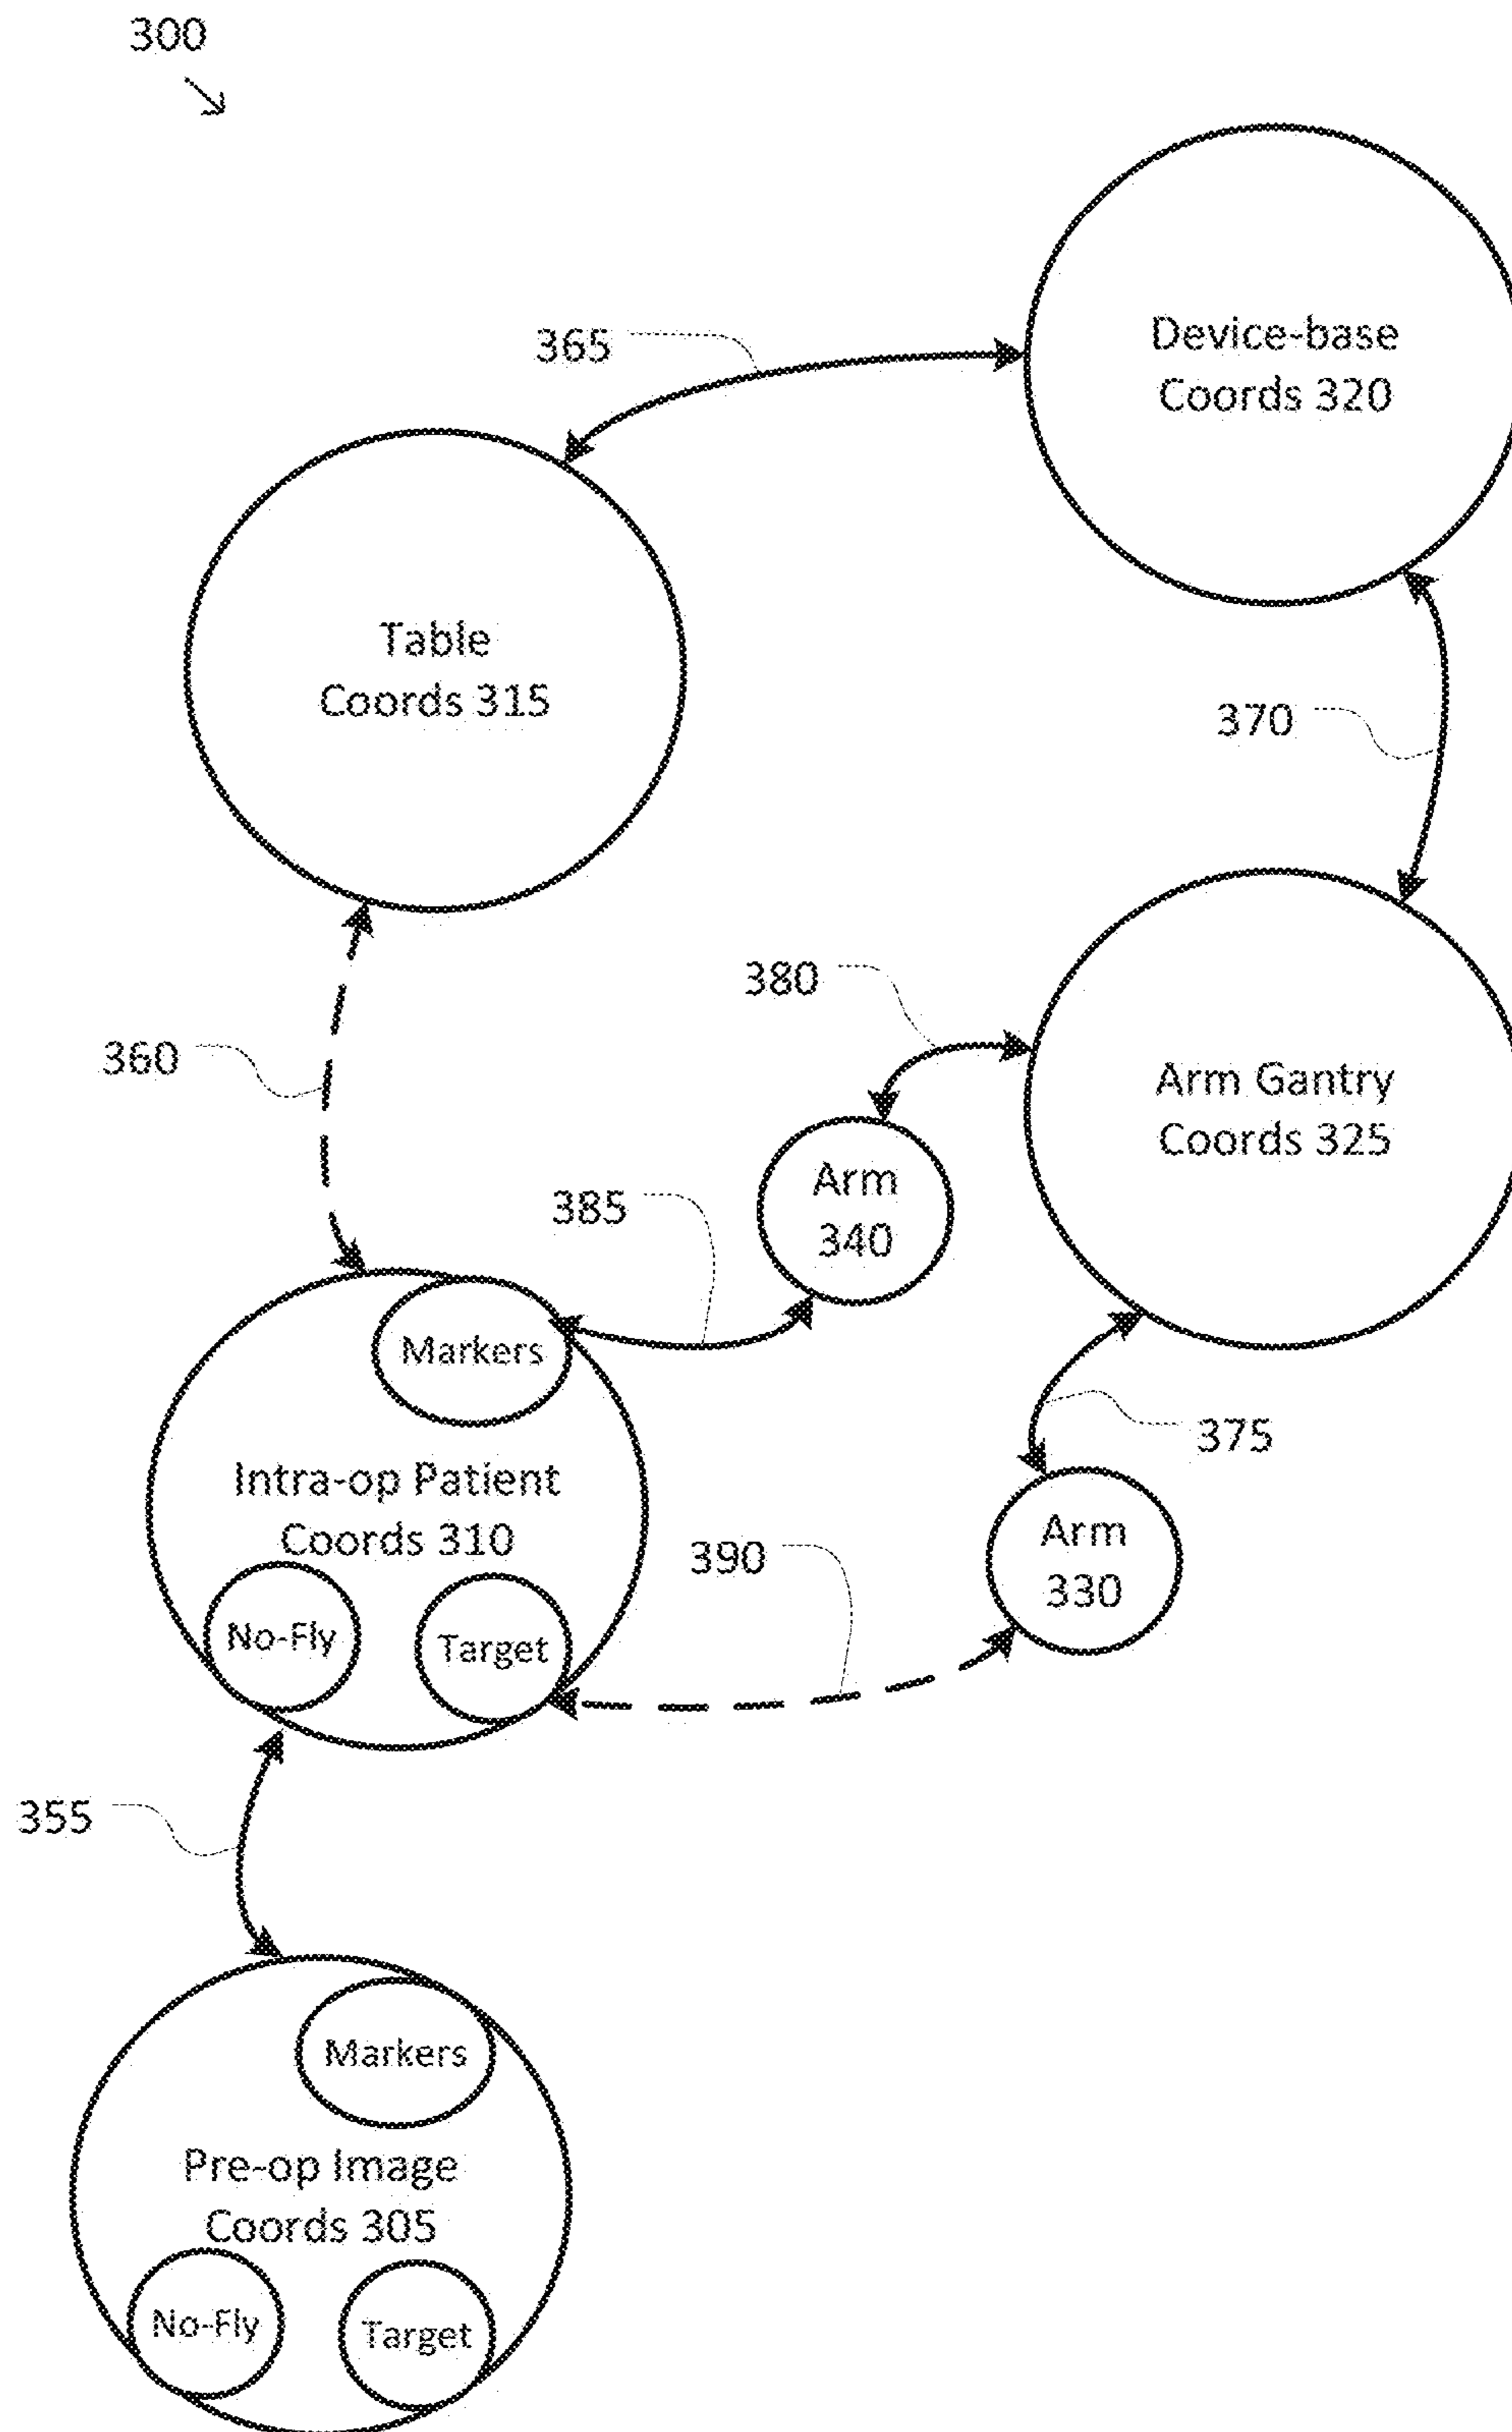 300
365
Device-base
Coords 320
Table
Coords 315
370
380
360
Arm Gantry
Coords 325
385
Arm
340
Markers
375
Intra-op Patient
Coords 310
390
Arm
330
No-Fly
Target
355
Markers
Pre-op Image
Coords 305
No-Fly
Target